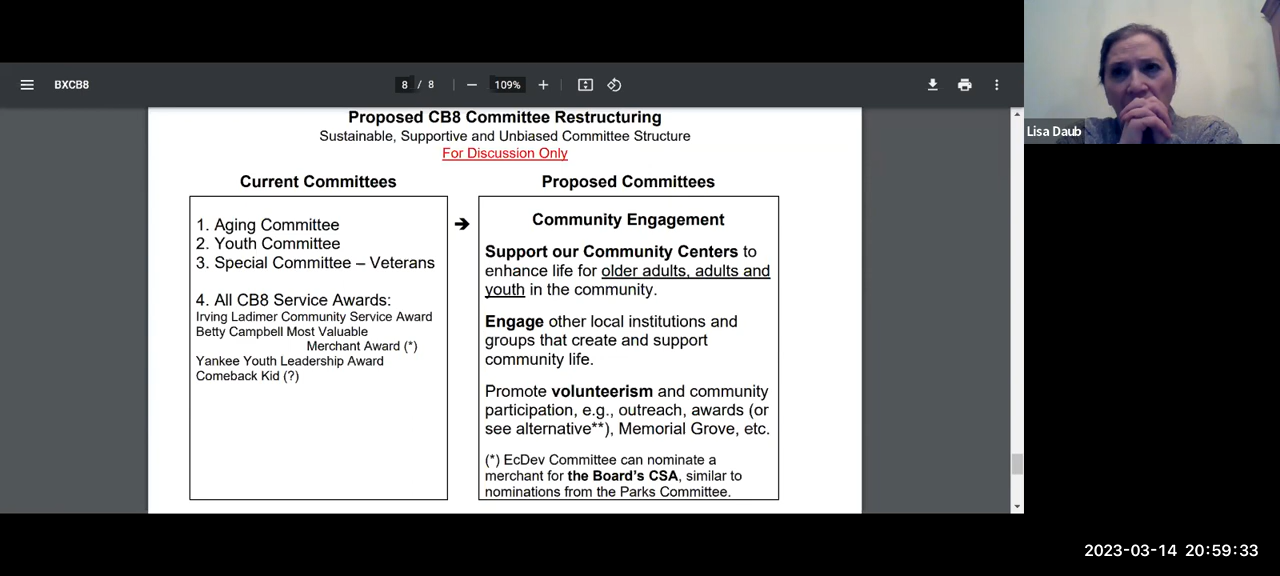 BXCB8
8 / 8
109%
Proposed CB8 Committee Restructuring
Sustainable, Supportive and Unbiased Committee Structure
For Discussion Only
Current Committees
1. Aging Committee
2. Youth Committee
3. Special Committee – Veterans
4. All CB8 Service Awards:
Irving Ladimer Community Service Award
Betty Campbell Most Valuable
Merchant Award (*)
Yankee Youth Leadership Award
Comeback Kid (?)
➔
Proposed Committees
Community Engagement
Support our Community Centers to
enhance life for older adults, adults and
youth in the community.
Engage other local institutions and
groups that create and support
community life.
Promote volunteerism and community
participation, e.g., outreach, awards (or
see alternative**), Memorial Grove, etc.
(*) EcDev Committee can nominate a
merchant for the Board's CSA, similar to
nominations from the Parks Committee.
Lisa Daub
2023-03-14 20:59:33